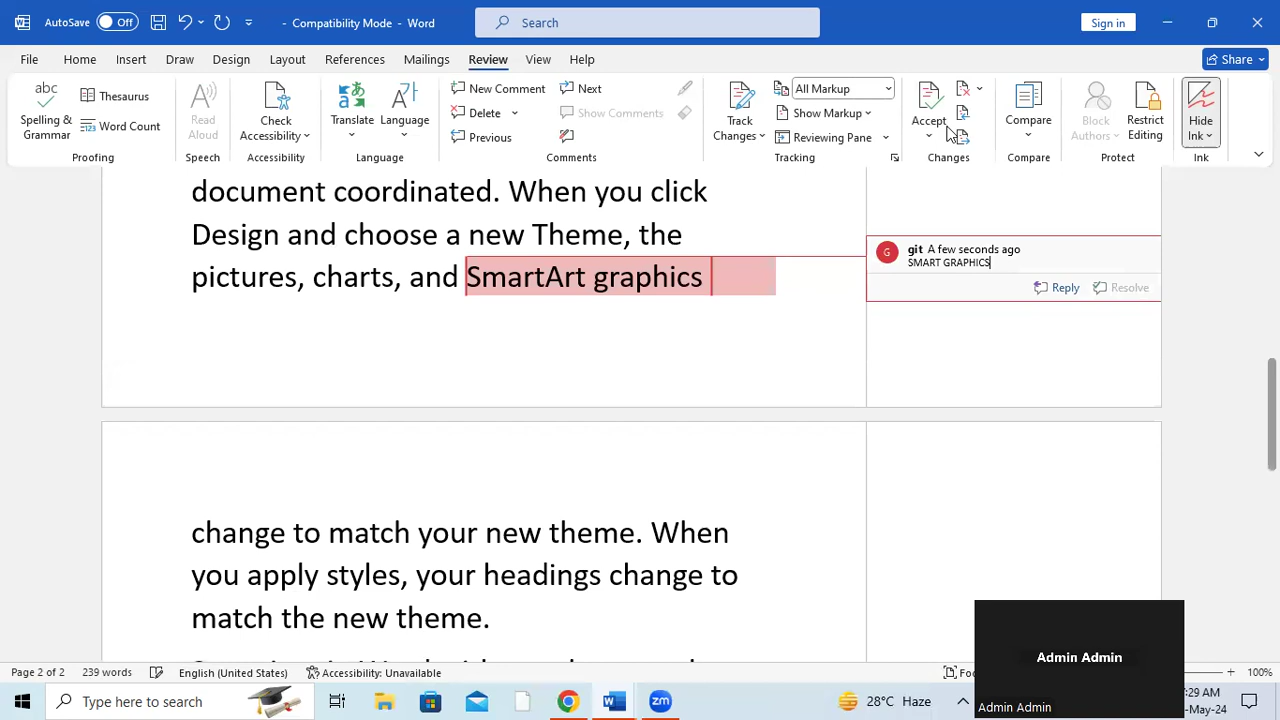 AutoSave Off - Compatibility Mode - Word Search Sign in
File Home Insert Draw Design Layout References Mailings Review View Help Share
abc Spelling & Grammar
Thesaurus
Word Count
Proofing
Read Aloud
Speech
Check Accessibility
Accessibility
Translate
Language
Language
New Comment
Delete
Previous
Next
Show Comments
Comments
Track Changes
All Markup
Show Markup
Reviewing Pane
Tracking
Accept
Changes
Compare
Compare
Block Authors
Restrict Editing
Protect
Hide Ink
Ink
document coordinated. When you click
Design and choose a new Theme, the
pictures, charts, and SmartArt graphics
G git A few seconds ago
SMART GRAPHICS
Reply Resolve
change to match your new theme. When
you apply styles, your headings change to
match the new theme.
Admin Admin
Admin Admin
Page 2 of 2 239 words English (United States) Accessibility: Unavailable 100%
Type here to search
zm
28°C Haze
:29 AM
-May-24